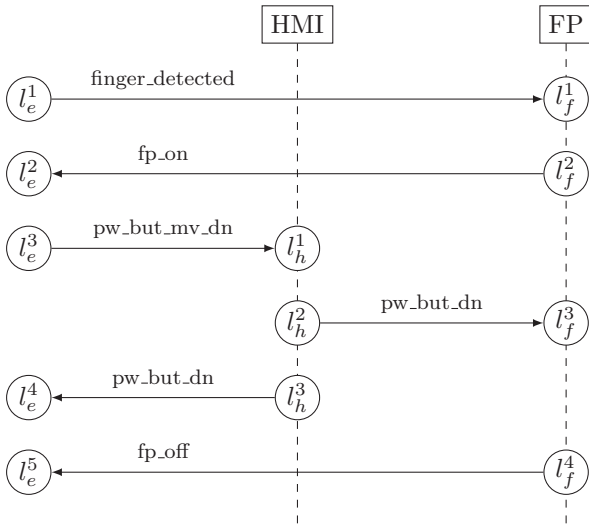 HMI FP
finger_detected
l_e^1 l_f^1
fp_on
l_e^2 l_f^2
pw_but_mv_dn
l_e^3 l_h^1
pw_but_dn
l_h^2 l_f^3
pw_but_dn
l_e^4 l_h^3
fp_off
l_e^5 l_f^4